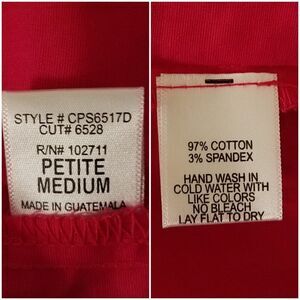 STYLE # CPS6517D
CUT# 6528
R/N# 102711
PETITE
MEDIUM
MADE IN GUATEMALA
97% COTTON
3% SPANDEX
HAND WASH IN
COLD WATER WITH
LIKE COLORS
NO BLEACH
LAY FLAT TO DRY